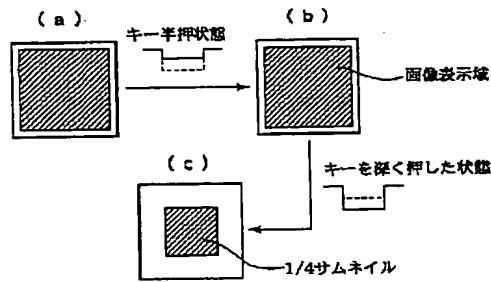 (a)
キー半押状態
(b)
画像表示域
(c)
キーを深く押した状態
1/4サムネイル